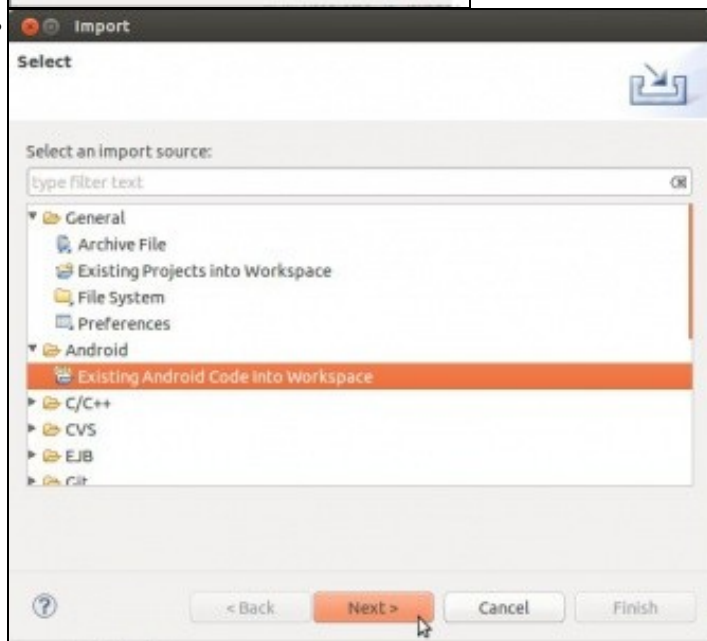 Import
Select
Select an import source:
type filter text
General
Archive File
Existing Projects into Workspace
File System
Preferences
Android
Existing Android Code Into Workspace
C/C++
CVS
EJB
Git
< Back Next > Cancel Finish